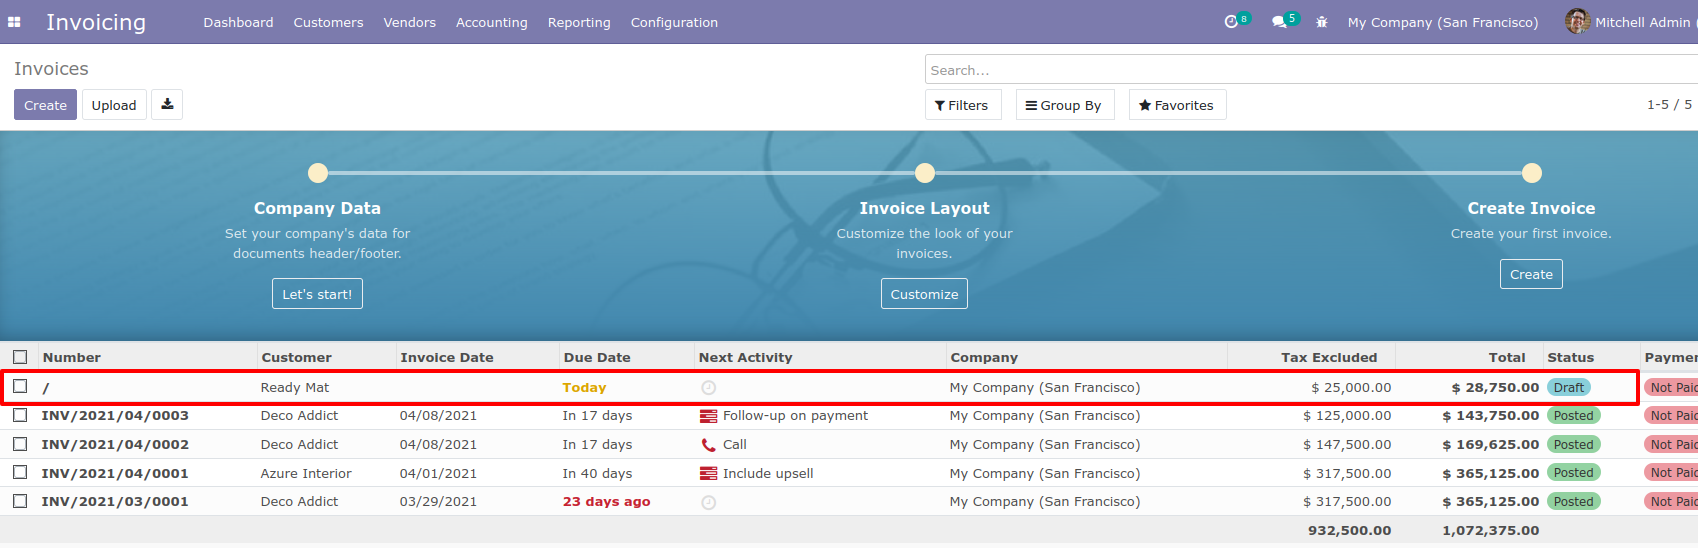 Invoicing Dashboard Customers Vendors Accounting Reporting Configuration 8 5 My Company (San Francisco) Mitchell Admin (
Invoices Search...
Create Upload Filters Group By Favorites 1-5 / 5
Company Data Invoice Layout Create Invoice
Set your company's data for Customize the look of your Create your first invoice.
documents header/footer. invoices.
Create
Let's start! Customize
Number Customer Invoice Date Due Date Next Activity Company Tax Excluded Total Status Paymen
/ Ready Mat Today My Company (San Francisco) $ 25,000.00 $ 28,750.00 Draft Not Paid
INV/2021/04/0003 Deco Addict 04/08/2021 In 17 days Follow-up on payment My Company (San Francisco) $ 125,000.00 $ 143,750.00 Posted Not Paid
INV/2021/04/0002 Deco Addict 04/08/2021 In 17 days Call My Company (San Francisco) $ 147,500.00 $ 169,625.00 Posted Not Paid
INV/2021/04/0001 Azure Interior 04/01/2021 In 40 days Include upsell My Company (San Francisco) $ 317,500.00 $ 365,125.00 Posted Not Paid
INV/2021/03/0001 Deco Addict 03/29/2021 23 days ago My Company (San Francisco) $ 317,500.00 $ 365,125.00 Posted Not Paid
932,500.00 1,072,375.00